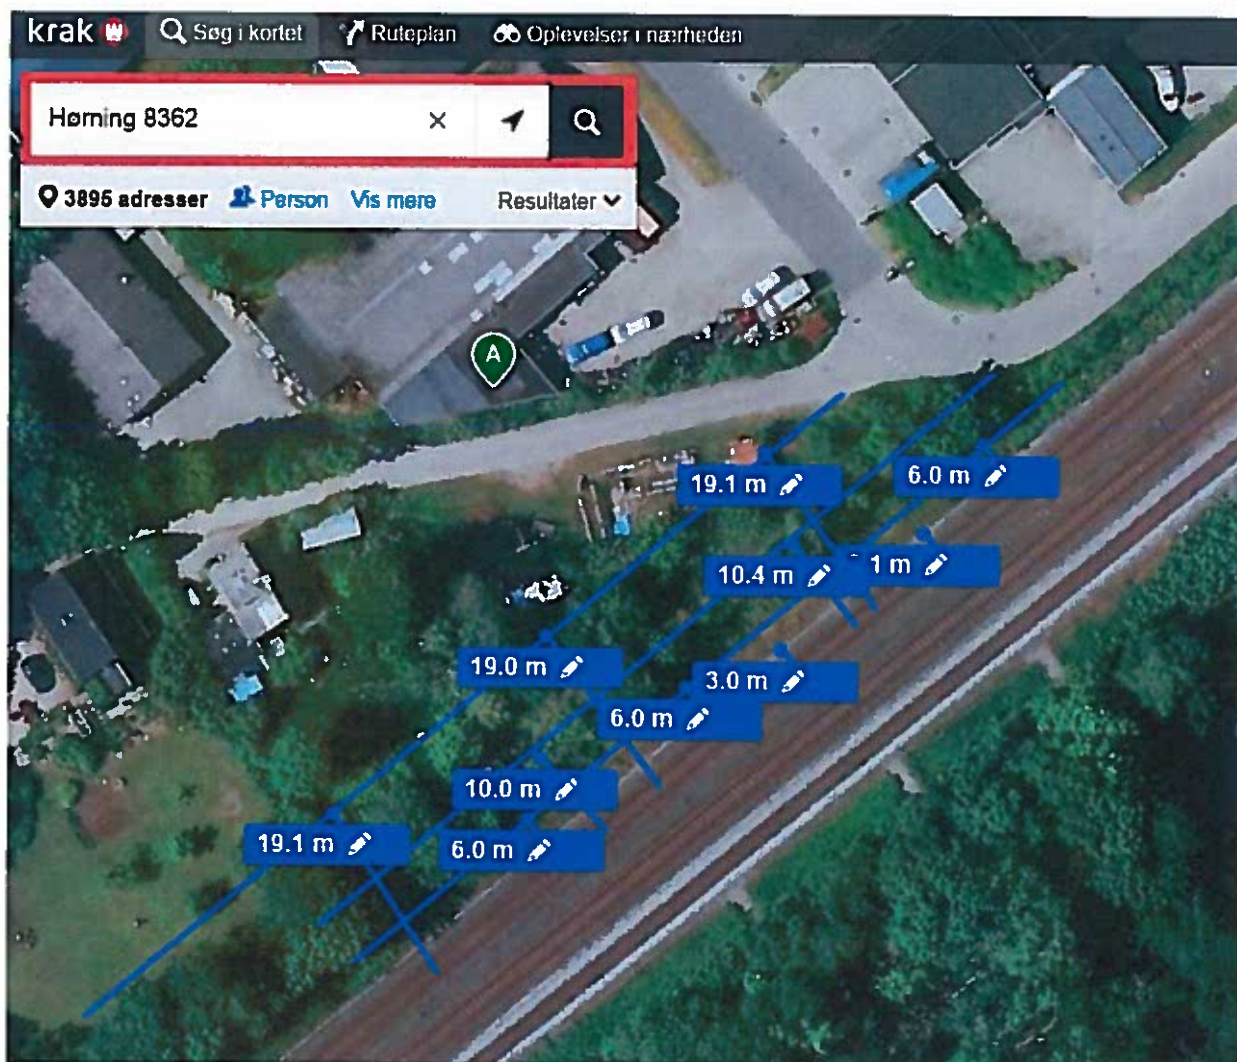 krak Søg i kortet Ruteplan Oplevelser i nærheden
Hørning 8362
3895 adresser Person Vis mere Resultater
A
19.1 m
6.0 m
10.4 m
1 m
19.0 m
3.0 m
6.0 m
10.0 m
19.1 m
6.0 m